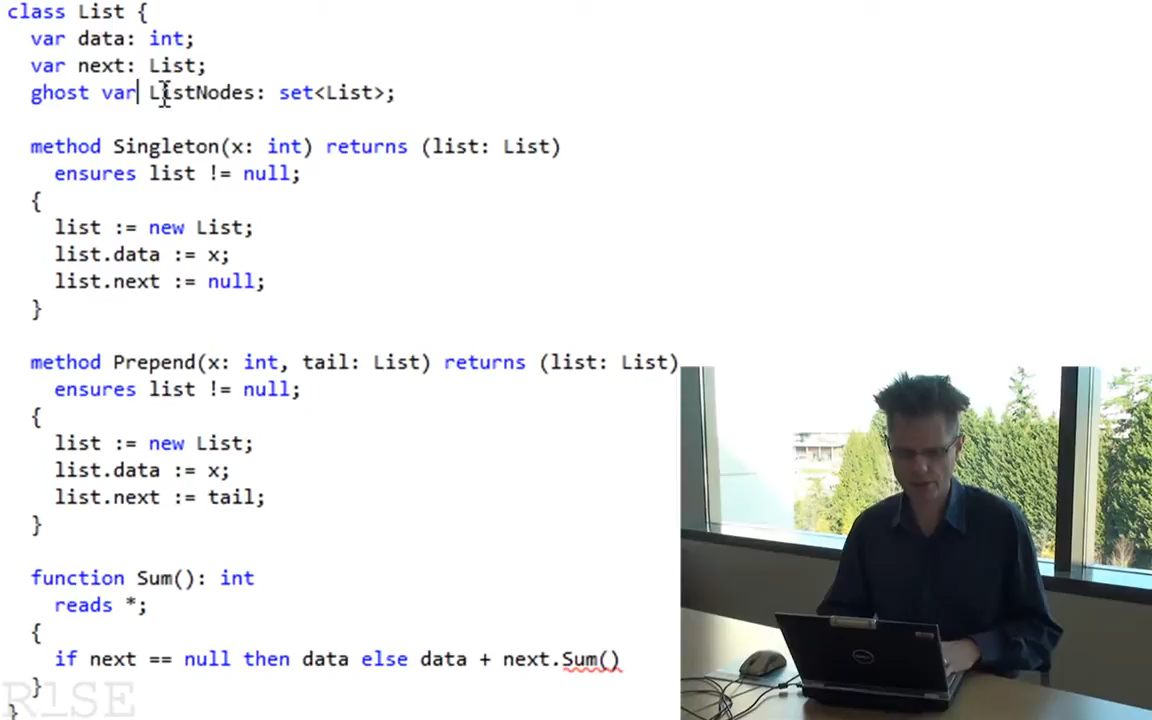 class List {
var data: int;
var next: List;
ghost var ListNodes: set<List>;
method Singleton(x: int) returns (list: List)
ensures list != null;
{
list := new List;
list.data := x;
list.next := null;
}
method Prepend(x: int, tail: List) returns (list: List)
ensures list != null;
{
list := new List;
list.data := x;
list.next := tail;
}
function Sum(): int
reads *;
{
if next == null then data else data + next.Sum()
}
}
R1SE
DELL